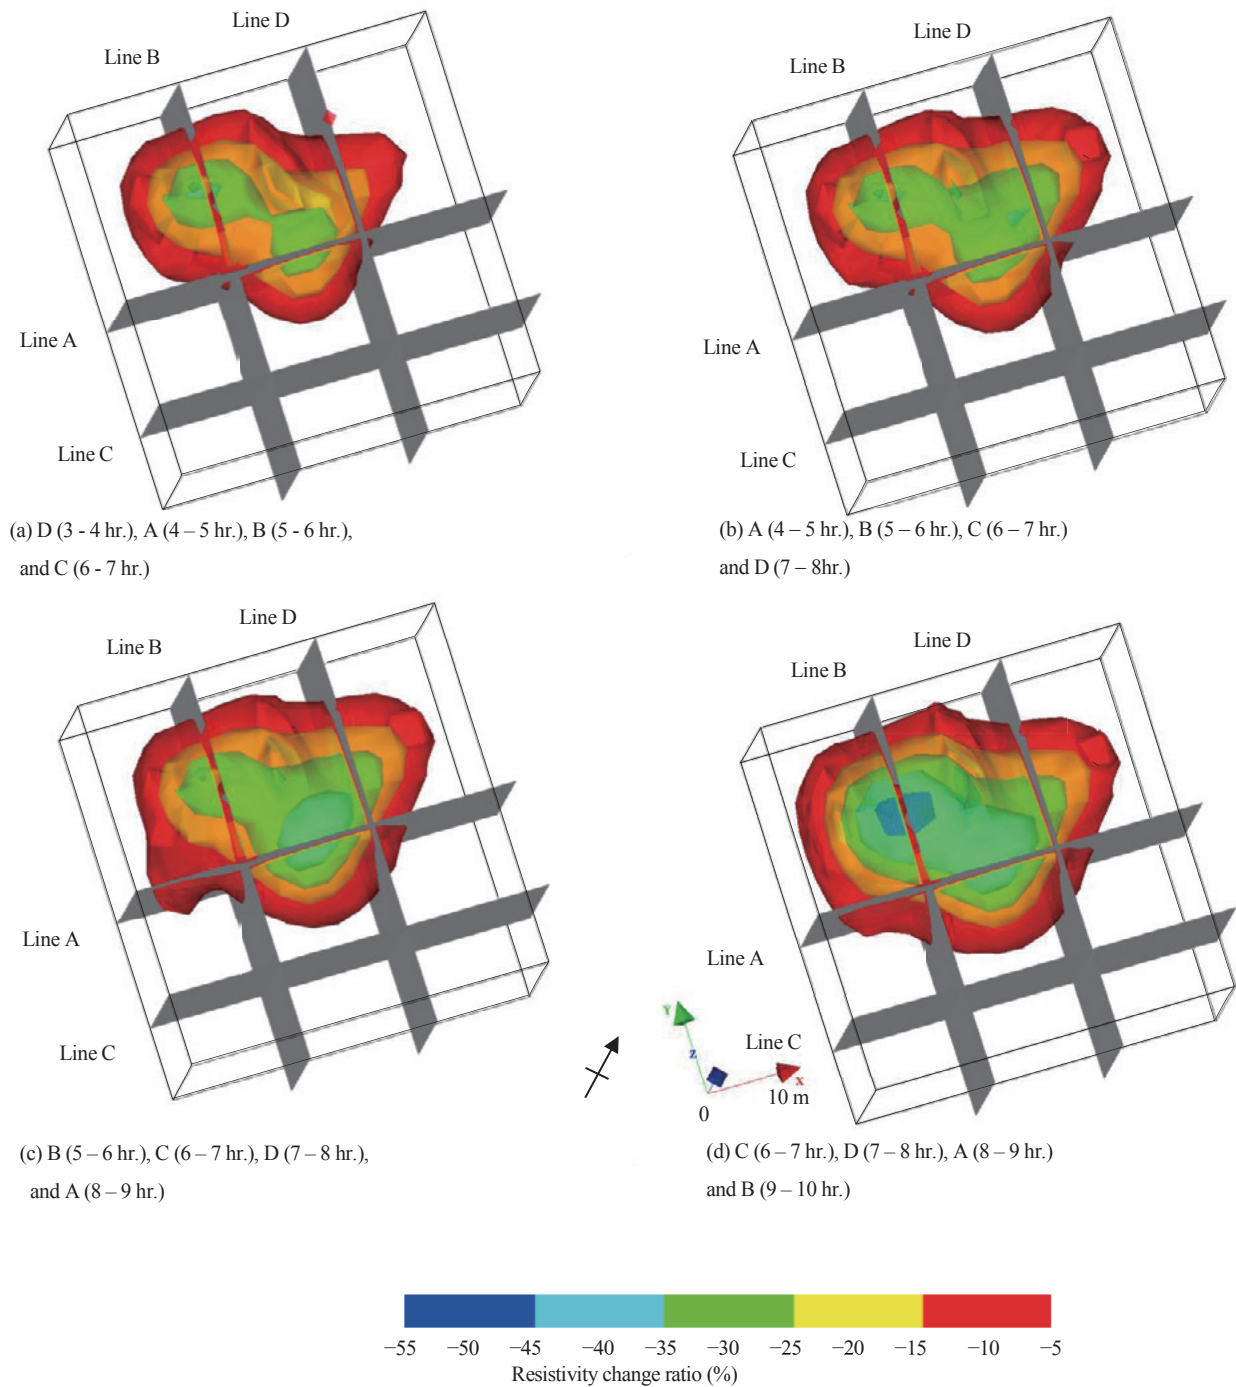 Line D
Line B
Line A
Line C
(a) D (3 - 4 hr.), A (4 – 5 hr.), B (5 - 6 hr.),
and C (6 - 7 hr.)
Line D
Line B
Line A
Line C
(b) A (4 – 5 hr.), B (5 – 6 hr.), C (6 – 7 hr.)
and D (7 – 8hr.)
Line D
Line B
Line A
Line C
(c) B (5 – 6 hr.), C (6 – 7 hr.), D (7 – 8 hr.),
and A (8 – 9 hr.)
Line D
Line B
Line A
Line C
Y
Z
X
0
10 m
(d) C (6 – 7 hr.), D (7 – 8 hr.), A (8 – 9 hr.)
and B (9 – 10 hr.)
−55 −50 −45 −40 −35 −30 −25 −20 −15 −10 −5
Resistivity change ratio (%)